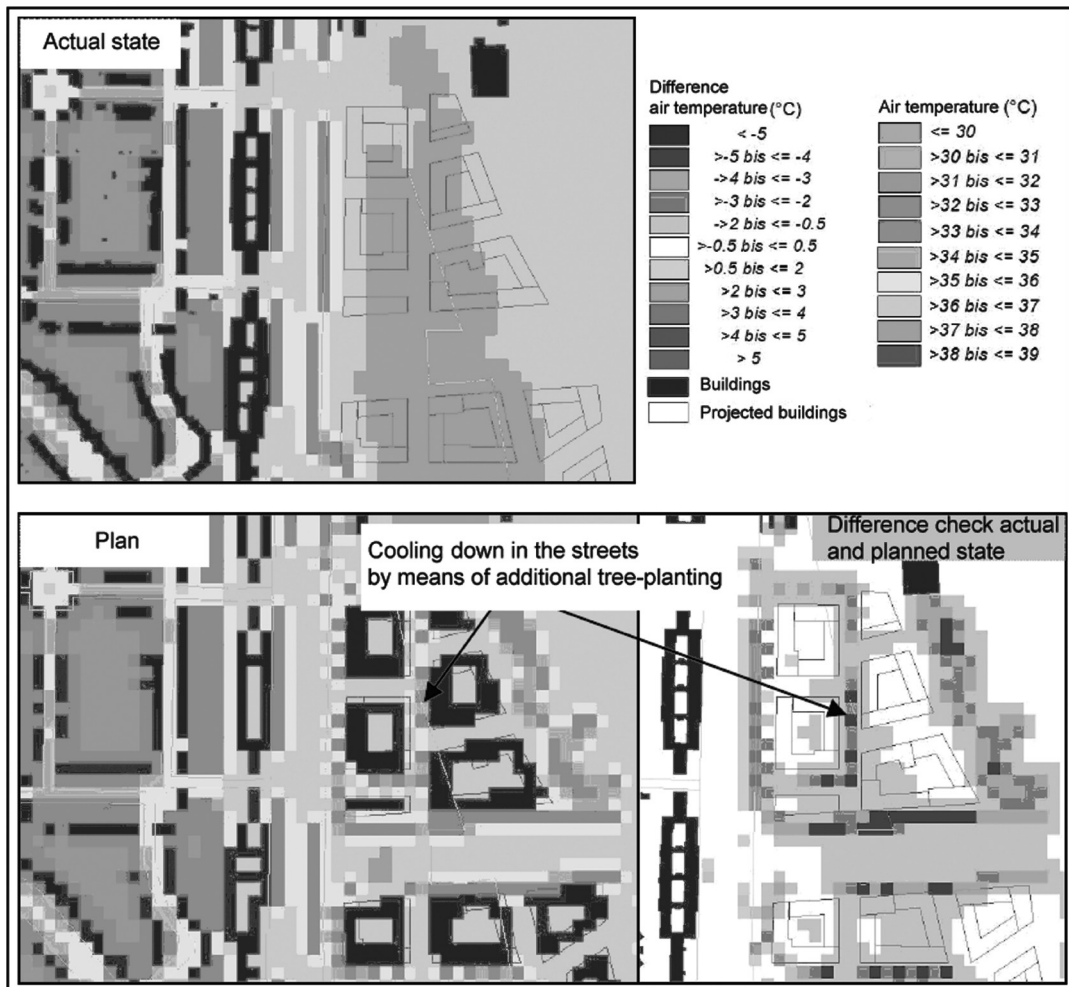 Actual state
Difference
air temperature (°C)
< -5
>-5 bis <= -4
->4 bis <= -3
>-3 bis <= -2
->2 bis <= -0.5
>-0.5 bis <= 0.5
>0.5 bis <= 2
>2 bis <= 3
>3 bis <= 4
>4 bis <= 5
> 5
Buildings
Projected buildings
Air temperature (°C)
<= 30
>30 bis <= 31
>31 bis <= 32
>32 bis <= 33
>33 bis <= 34
>34 bis <= 35
>35 bis <= 36
>36 bis <= 37
>37 bis <= 38
>38 bis <= 39
Plan
Cooling down in the streets
by means of additional tree-planting
Difference check actual
and planned state